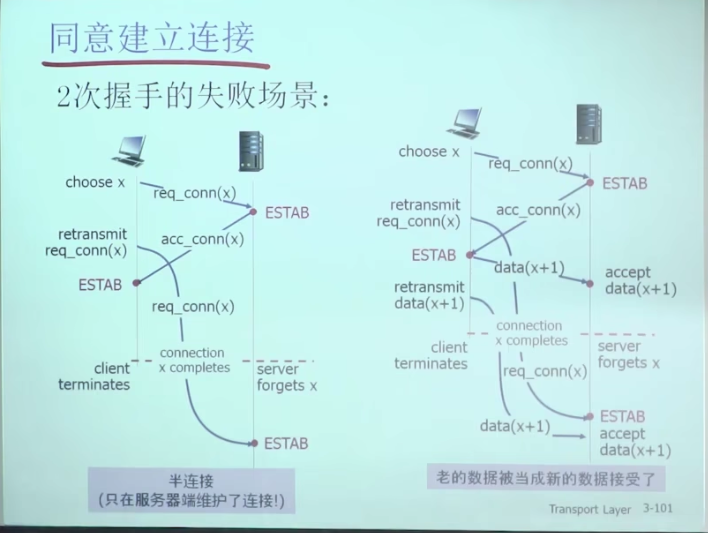 同意建立连接
2次握手的失败场景：
choose x
req_conn(x)
ESTAB
retransmit
req_conn(x)
acc_conn(x)
ESTAB
req_conn(x)
connection
x completes
client
terminates
server
forgets x
ESTAB
半连接
(只在服务器端维护了连接!)
choose x
req_conn(x)
ESTAB
retransmit
req_conn(x)
acc_conn(x)
ESTAB
data(x+1)
accept
data(x+1)
retransmit
data(x+1)
connection
x completes
client
terminates
server
forgets x
req_conn(x)
ESTAB
data(x+1)
accept
data(x+1)
老的数据被当成新的数据接受了
Transport Layer 3-101